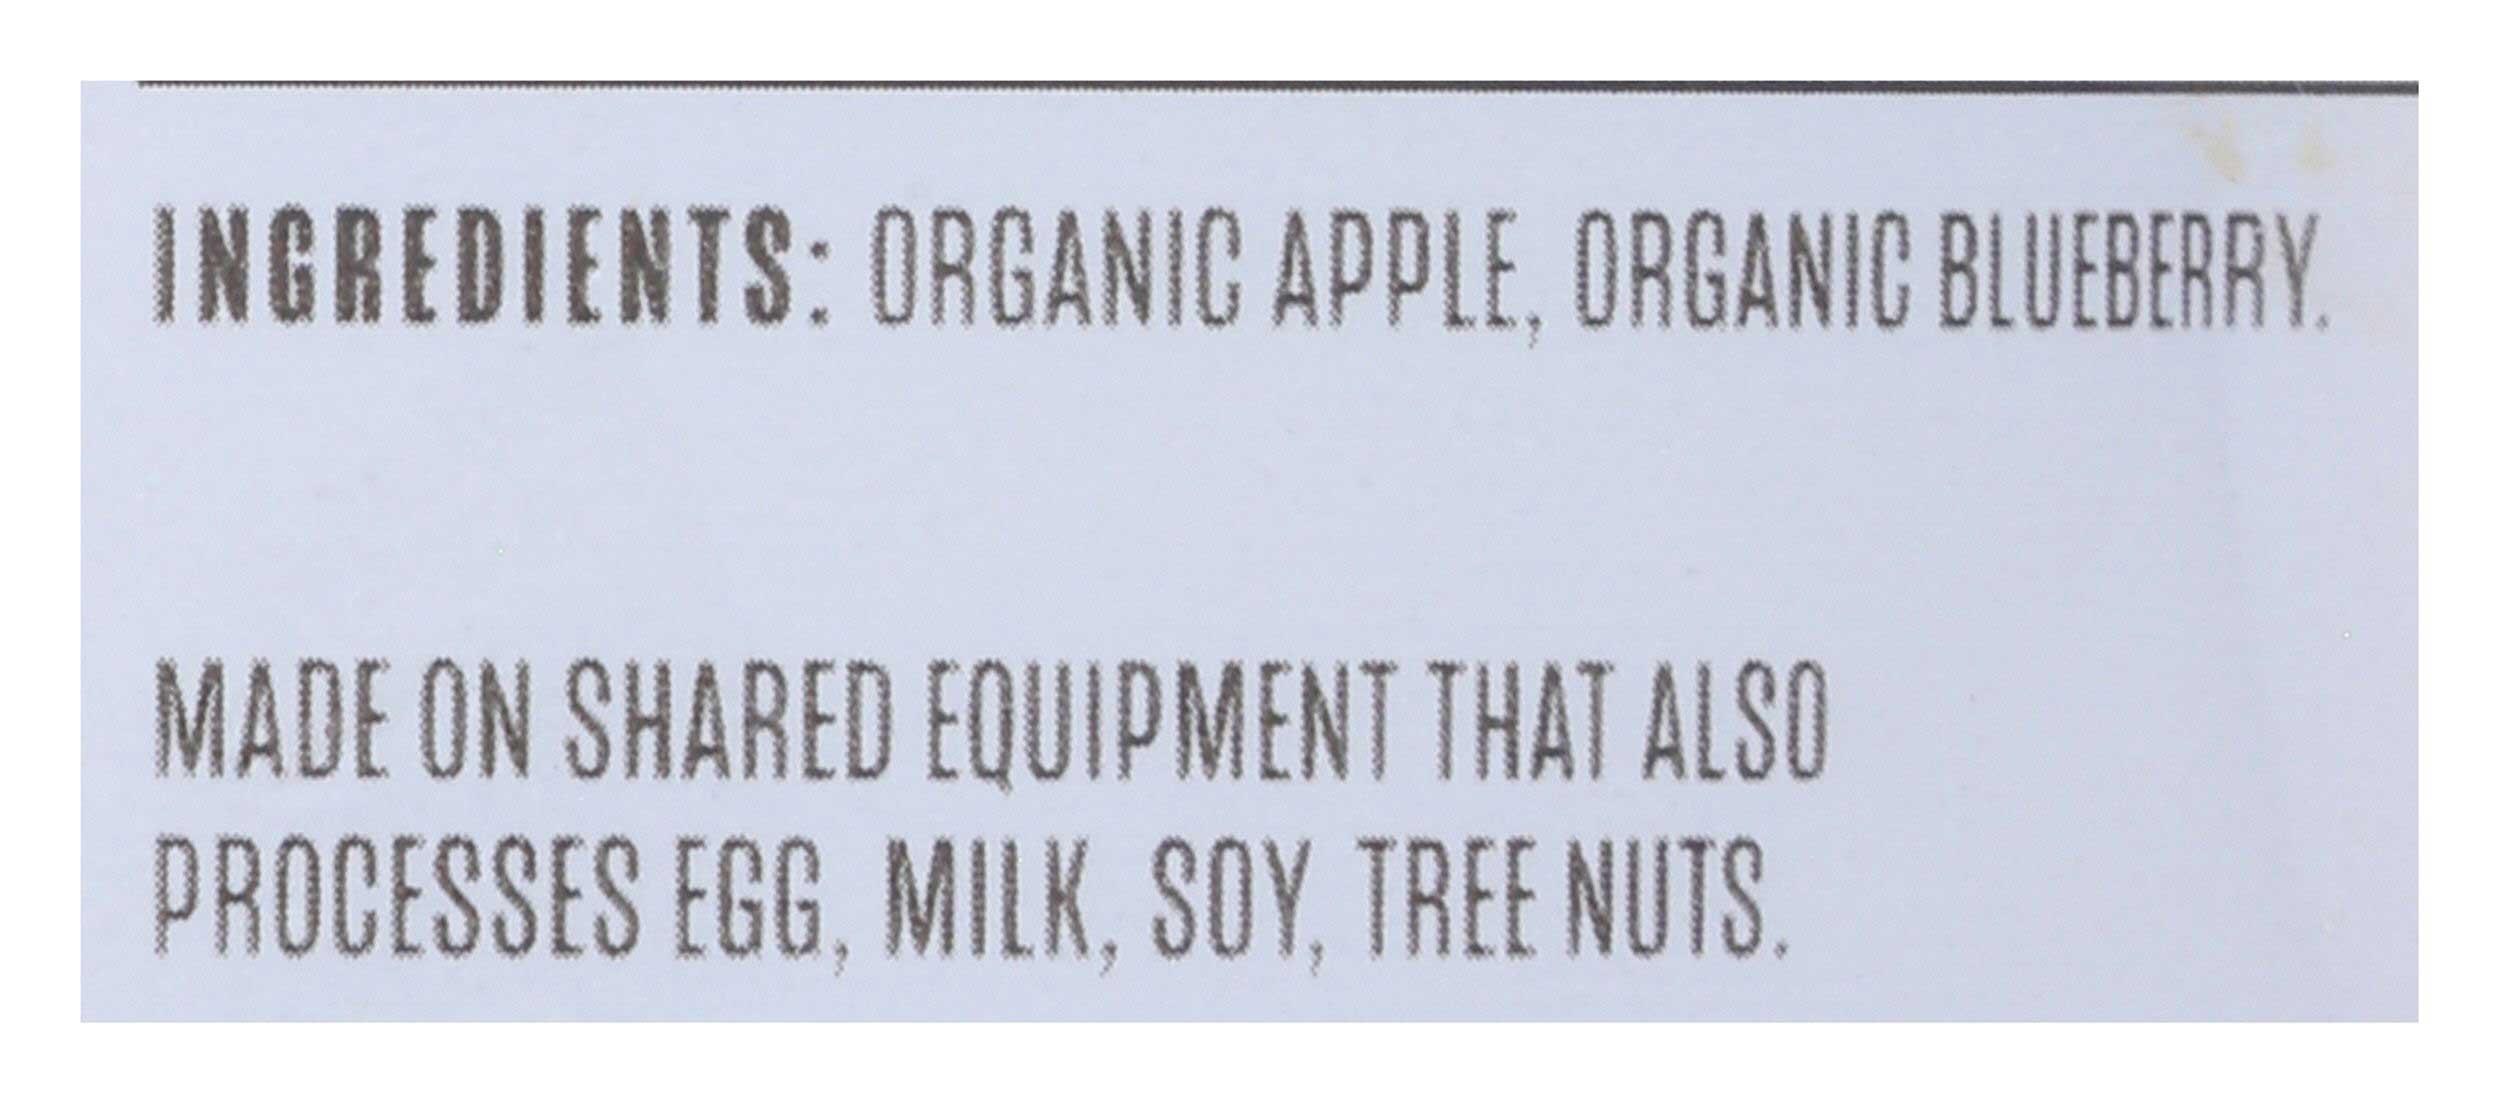 INGREDIENTS: ORGANIC APPLE, ORGANIC BLUEBERRY.
MADE ON SHARED EQUIPMENT THAT ALSO
PROCESSES EGG, MILK, SOY, TREE NUTS.